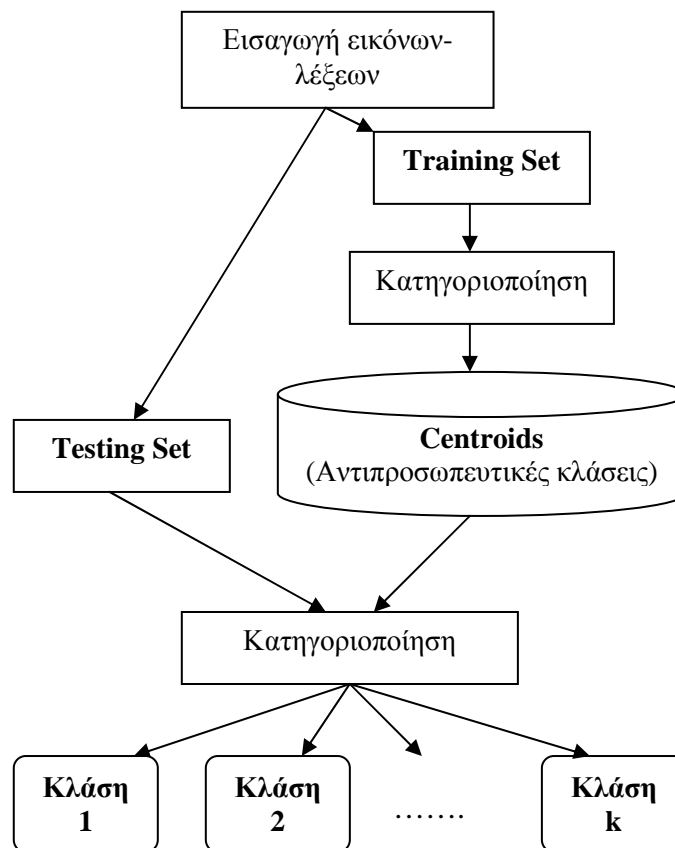 Εισαγωγή εικόνων-
λέξεων
Training Set
Κατηγοριοποίηση
Centroids
(Αντιπροσωπευτικές κλάσεις)
Testing Set
Κατηγοριοποίηση
Κλάση
1
Κλάση
2
…….
Κλάση
k